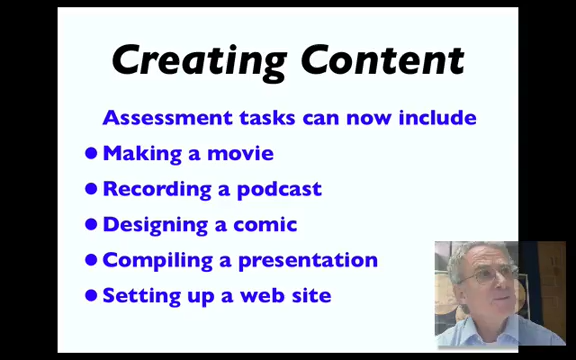 Creating Content
Assessment tasks can now include
• Making a movie
• Recording a podcast
• Designing a comic
• Compiling a presentation
• Setting up a web site